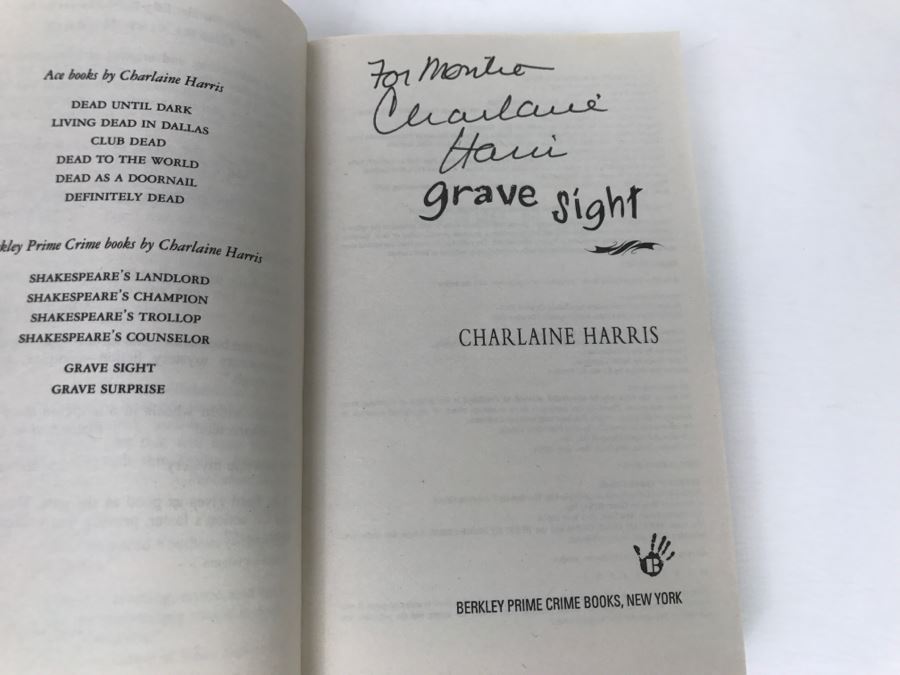 Ace books by Charlaine Harris
DEAD UNTIL DARK
LIVING DEAD IN DALLAS
CLUB DEAD
DEAD TO THE WORLD
DEAD AS A DOORNAIL
DEFINITELY DEAD
kley Prime Crime books by Charlaine Harris
SHAKESPEARE'S LANDLORD
SHAKESPEARE'S CHAMPION
SHAKESPEARE'S TROLLOP
SHAKESPEARE'S COUNSELOR
GRAVE SIGHT
GRAVE SURPRISE
For
Charlaine
Harris
grave sight
CHARLAINE HARRIS
B
BERKLEY PRIME CRIME BOOKS, NEW YORK